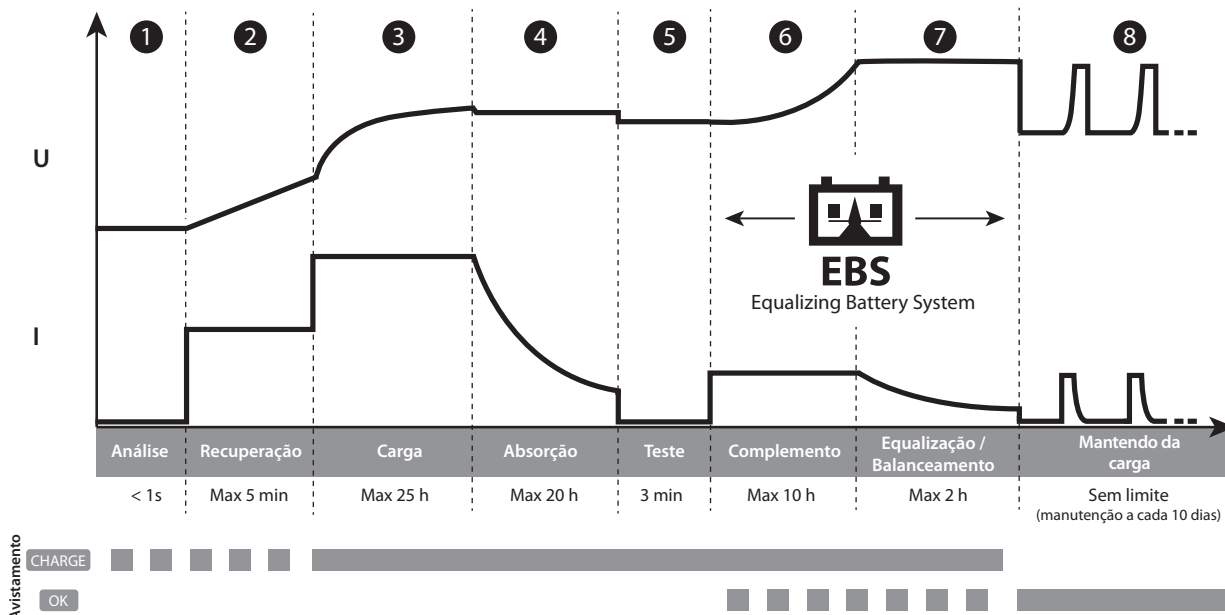 1 2 3 4 5 6 7 8
U
EBS
Equalizing Battery System
I
Análise Recuperação Carga Absorção Teste Complemento Equalização / Balanceamento Mantendo da carga
< 1s Max 5 min Max 25 h Max 20 h 3 min Max 10 h Max 2 h Sem limite
(manutenção a cada 10 dias)
Avistamento
CHARGE
OK